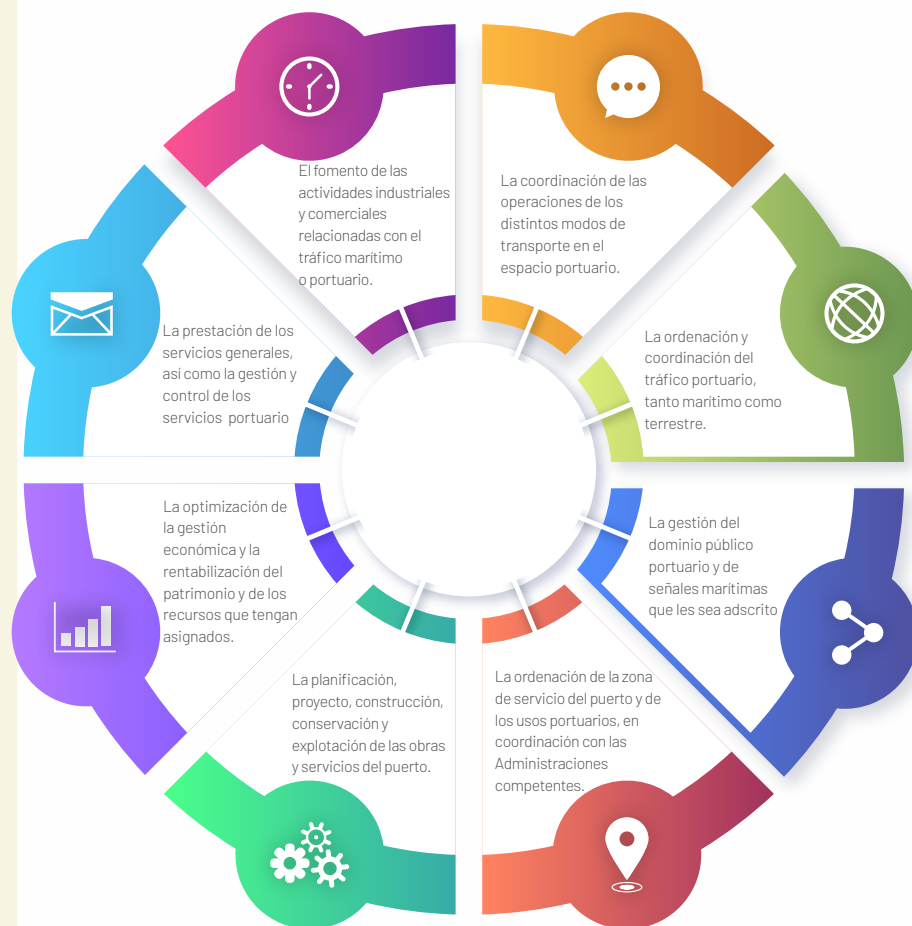 El fomento de las
actividades industriales
y comerciales
relacionadas con el
tráfico marítimo
o portuario.
La coordinación de las
operaciones de los
distintos modos de
transporte en el
espacio portuario.
La prestación de los
servicios generales,
así como la gestión y
control de los
servicios portuario
La ordenación y
coordinación del
tráfico portuario,
tanto marítimo como
terrestre.
La optimización de
la gestión
económica y la
rentabilización del
patrimonio y de los
recursos que tengan
asignados.
La gestión del
dominio público
portuario y de
señales marítimas
que les sea adscrito
La planificación,
proyecto, construcción,
conservación y
explotación de las obras
y servicios del puerto.
La ordenación de la zona
de servicio del puerto y de
los usos portuarios, en
coordinación con las
Administraciones
competentes.